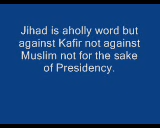 Jihad is aholly word but
against Kafir not against
Muslim not for the sake
of Presidency.